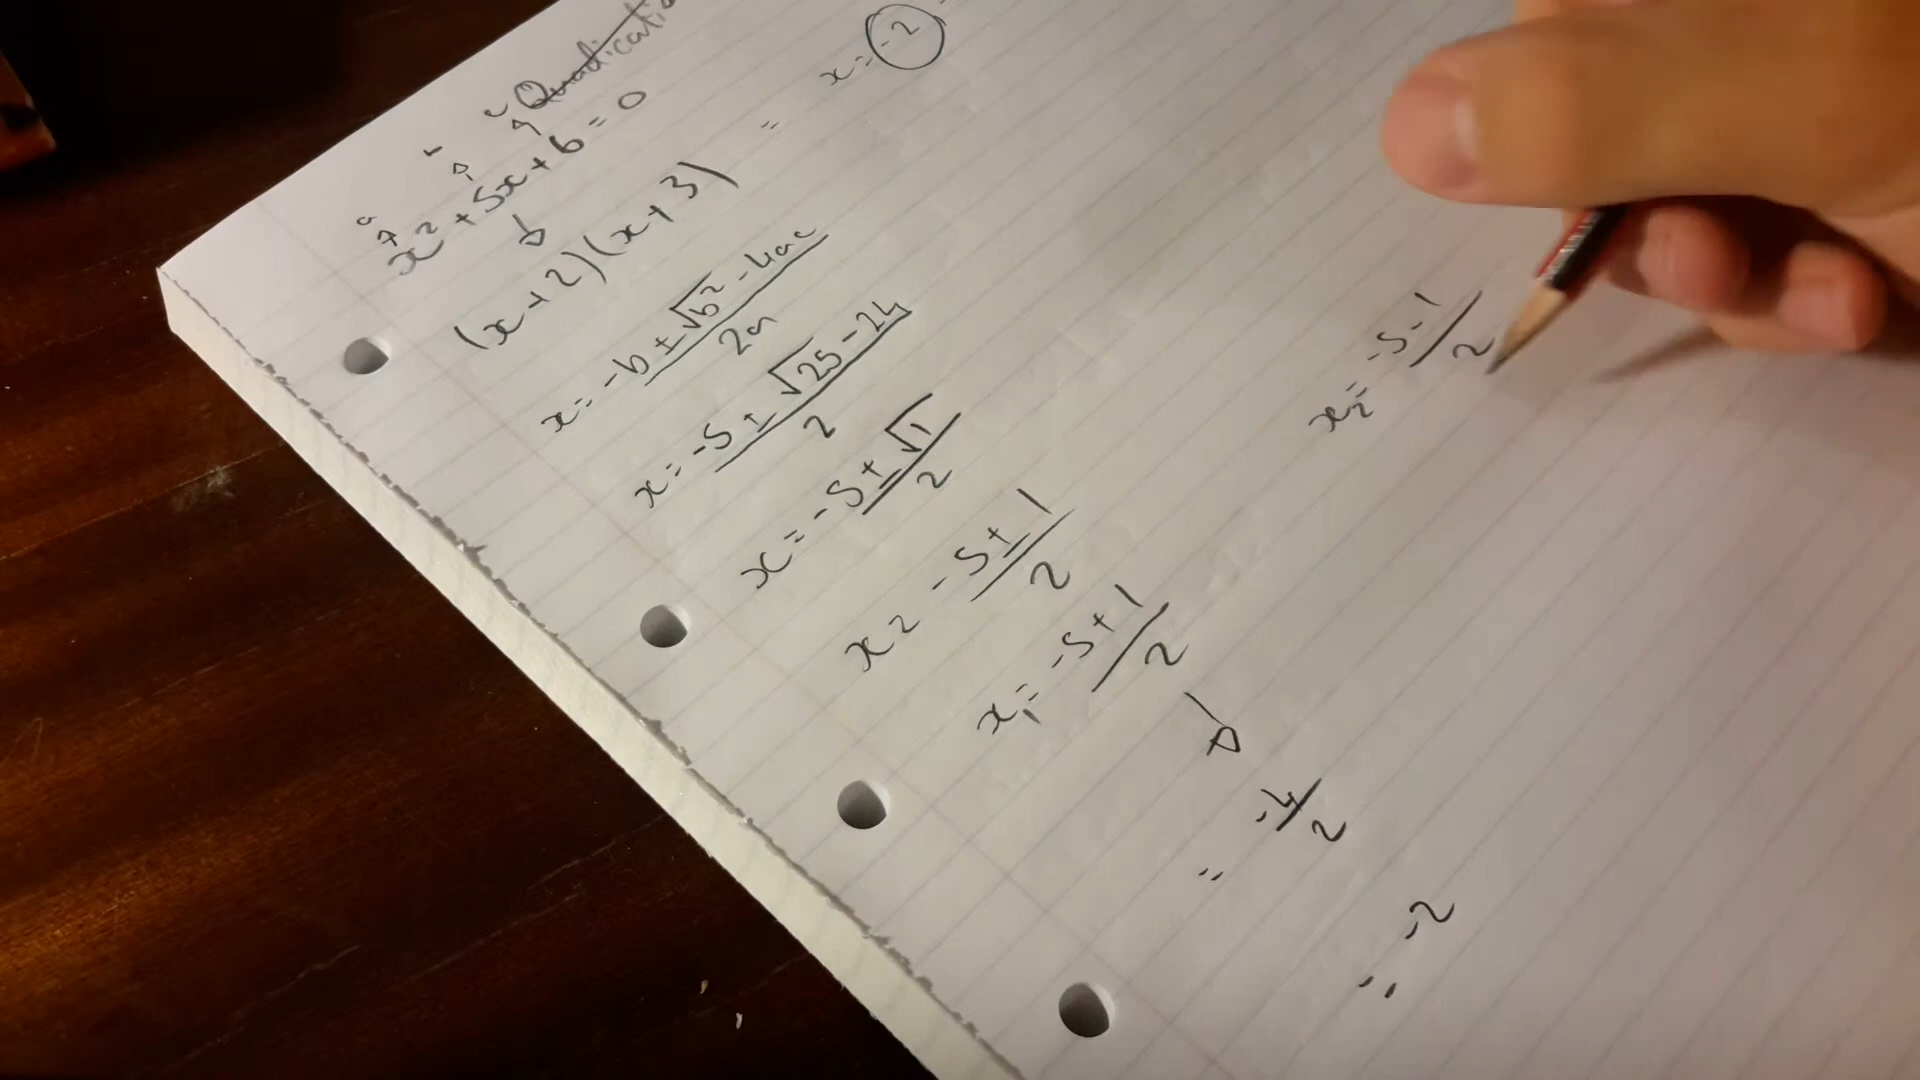 a b c
x² + 5x + 6 = 0
(x+2)(x+3) = x = -2
x = -b ± √b² - 4ac / 2a
x = -5 ± √25 - 24 / 2
x = -5 ± √1 / 2
x = -5 ± 1 / 2
x₁ = -5 + 1 / 2
= -4 / 2
= -2
x₂ = -5 - 1 / 2